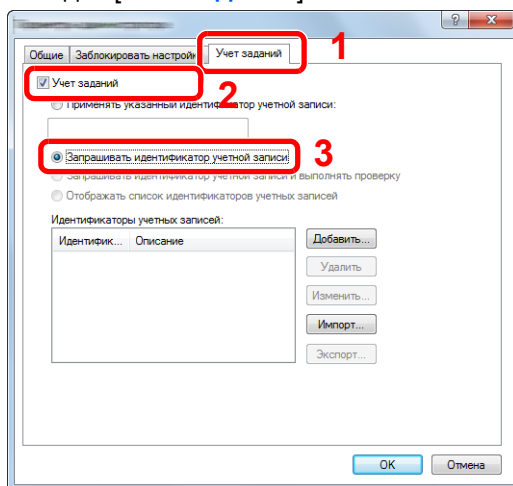 ?
X
1
Общие Заблокировать настройк Учет заданий
2
Учет заданий
Применять указанный идентификатор учетной записи:
3
Запрашивать идентификатор учетной записи
Запрашивать идентификатор учетной записи и выполнять проверку
Отображать список идентификаторов учетных записей
Идентификаторы учетных записей:
Идентифик... Описание
Добавить...
Удалить
Изменить...
Импорт...
Экспорт...
OK Отмена